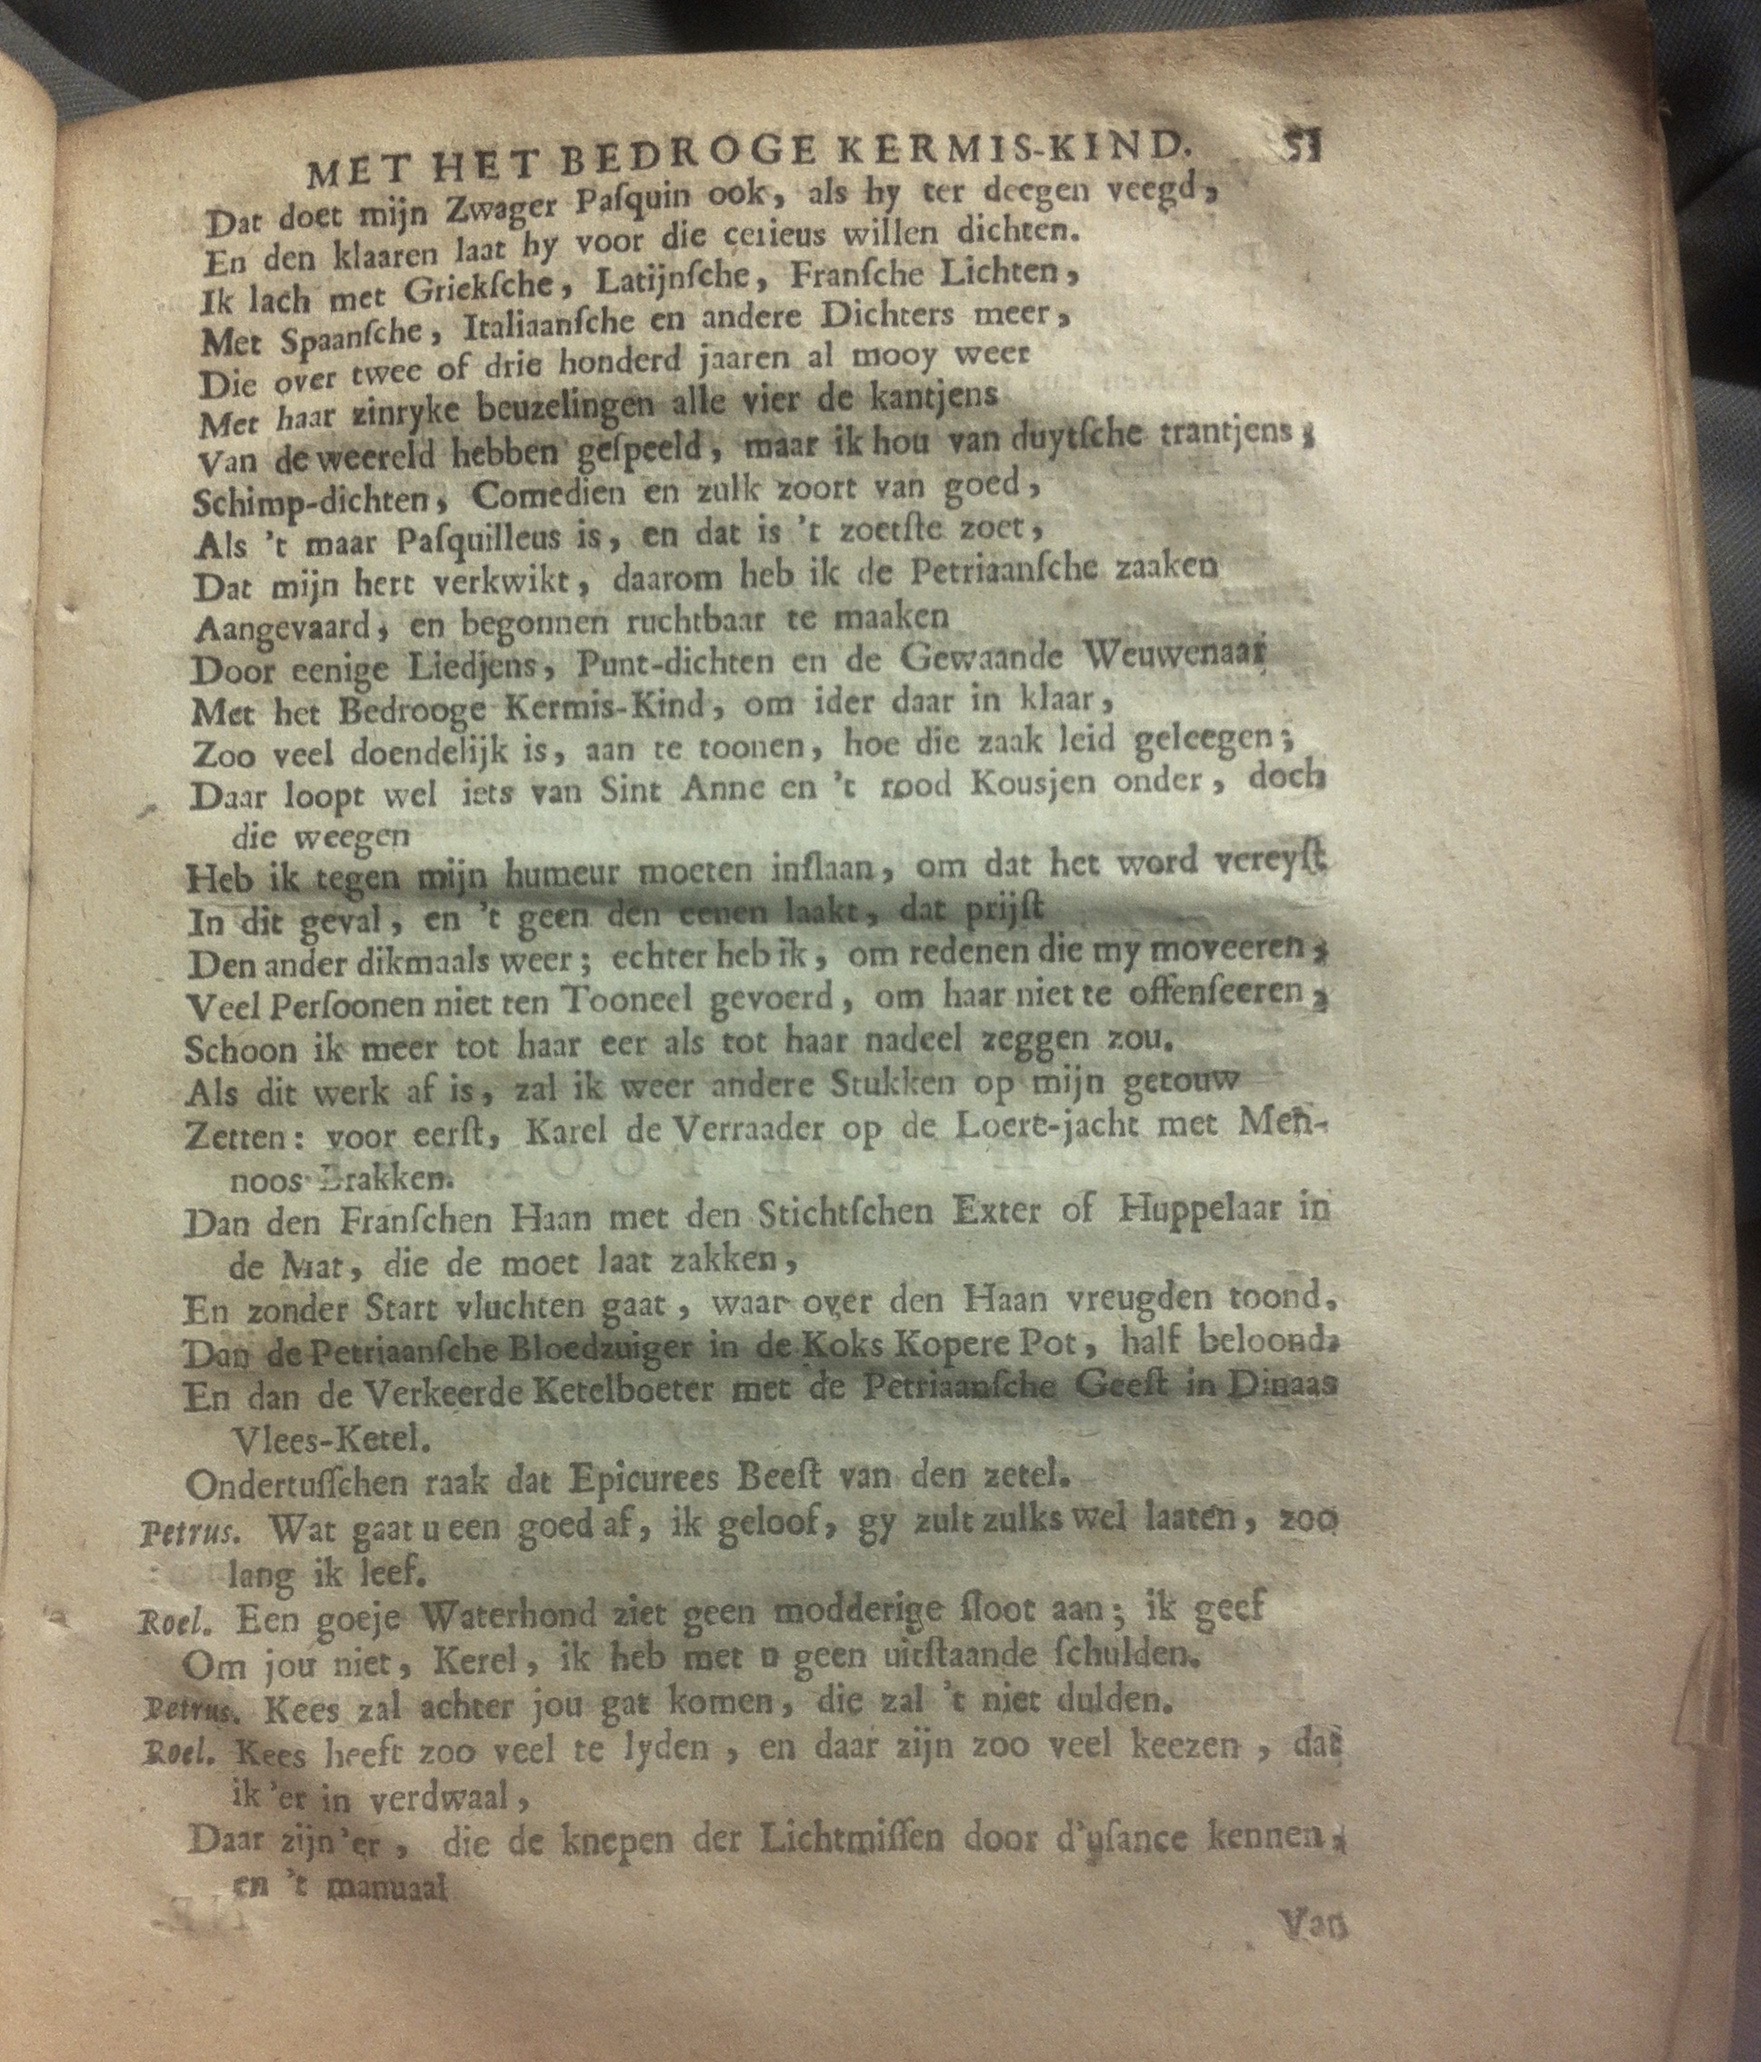 MET HET BEDROGE KERMIS-KIND. 51
Dat doet mijn Zwager Paſquin ook, als hy ter deegen veegd,
En den klaaren laat hy voor die cerieus willen dichten.
Ik lach met Griekſche, Latijnſche, Franſche Lichten,
Met Spaanſche, Italiaanſche en andere Dichters meer,
Die over twee of drie honderd jaaren al mooy weer
Met haar zinryke beuzelingen alle vier de kantjens
Van de weereld hebben geſpeeld, maar ik hou van duytſche trantjens;
Schimp-dichten, Comedien en zulk zoort van goed,
Als 't maar Paſquilleus is, en dat is 't zoetſte zoet,
Dat mijn hert verkwikt, daarom heb ik de Petriaanſche zaaken
Aangevaard, en begonnen ruchtbaar te maaken
Door eenige Liedjens, Punt-dichten en de Gewaande Weuwenaar
Met het Bedrooge Kermis-Kind, om ider daar in klaar,
Zoo veel doendelijk is, aan te toonen, hoe die zaak leid geleegen;
Daar loopt wel iets van Sint Anne en 't rood Kousjen onder, doch
die weegen
Heb ik tegen mijn humeur moeten inſlaan, om dat het word vereyſt
In dit geval, en 't geen den eenen laakt, dat prijſt
Den ander dikmaals weer; echter heb ik, om redenen die my moveeren,
Veel Perſoonen niet ten Tooneel gevoerd, om haar niet te offenſeeren,
Schoon ik meer tot haar eer als tot haar nadeel zeggen zou.
Als dit werk af is, zal ik weer andere Stukken op mijn getouw
Zetten: voor eerſt, Karel de Verraader op de Loert-jacht met Men-
noos Brakken.
Dan den Franſchen Haan met den Stichtſchen Exter of Huppelaar in
de Mat, die de moet laat zakken,
En zonder Start vluchten gaat, waar over den Haan vreugden toond.
Dan de Petriaanſche Bloedzuiger in de Koks Kopere Pot, half beloond.
En dan de Verkeerde Ketelboeter met de Petriaanſche Geeſt in Dinaas
Vlees-Ketel.
Ondertuſſchen raak dat Epicurees Beeſt van den zetel.
Petrus. Wat gaat u een goed af, ik geloof, gy zult zulks wel laaten, zoo
lang ik leef.
Roel. Een goeje Waterhond ziet geen modderige ſloot aan; ik geef
Om jou niet, Kerel, ik heb met u geen uitſtaande ſchulden.
Petrus. Kees zal achter jou gat komen, die zal 't niet dulden.
Roel. Kees heeft zoo veel te lyden, en daar zijn zoo veel keezen, dat
ik 'er in verdwaal,
Daar zijn 'er, die de knepen der Lichtmiſſen door d'uſance kennen,
en 't manuaal
Van